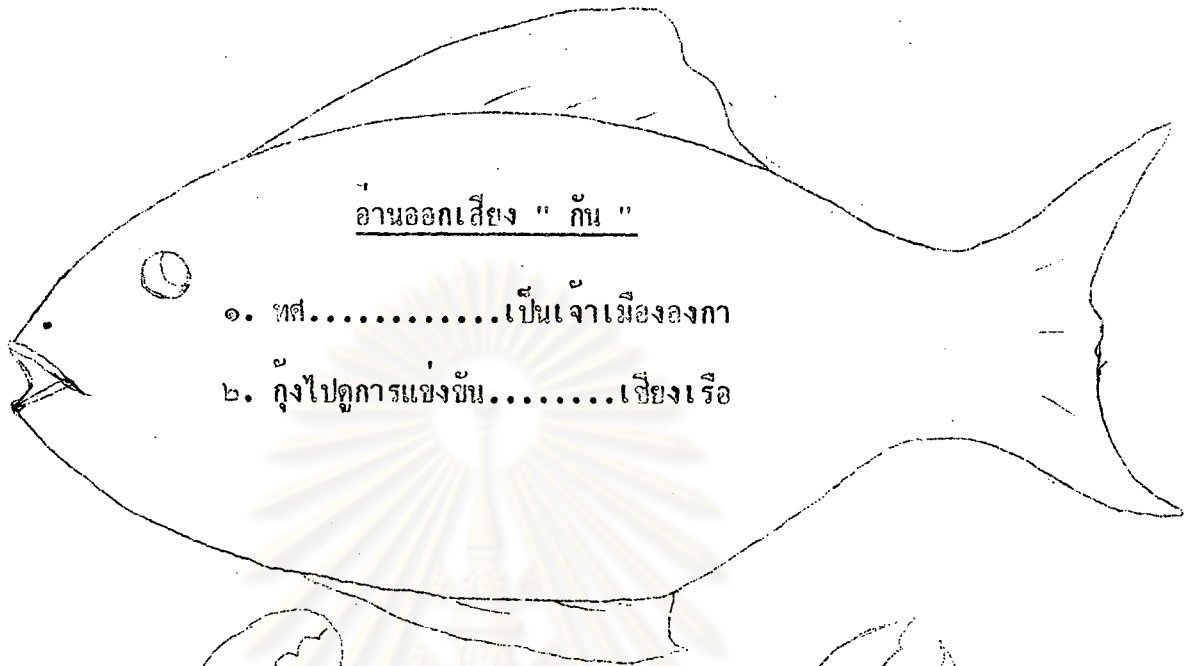 อ่านออกเสียง " กัน "
๑. ทศ............เป็นเจ้าเมืองลงกา
๒. กุ้งไปดูการแข่งขัน........เชียงเรือ